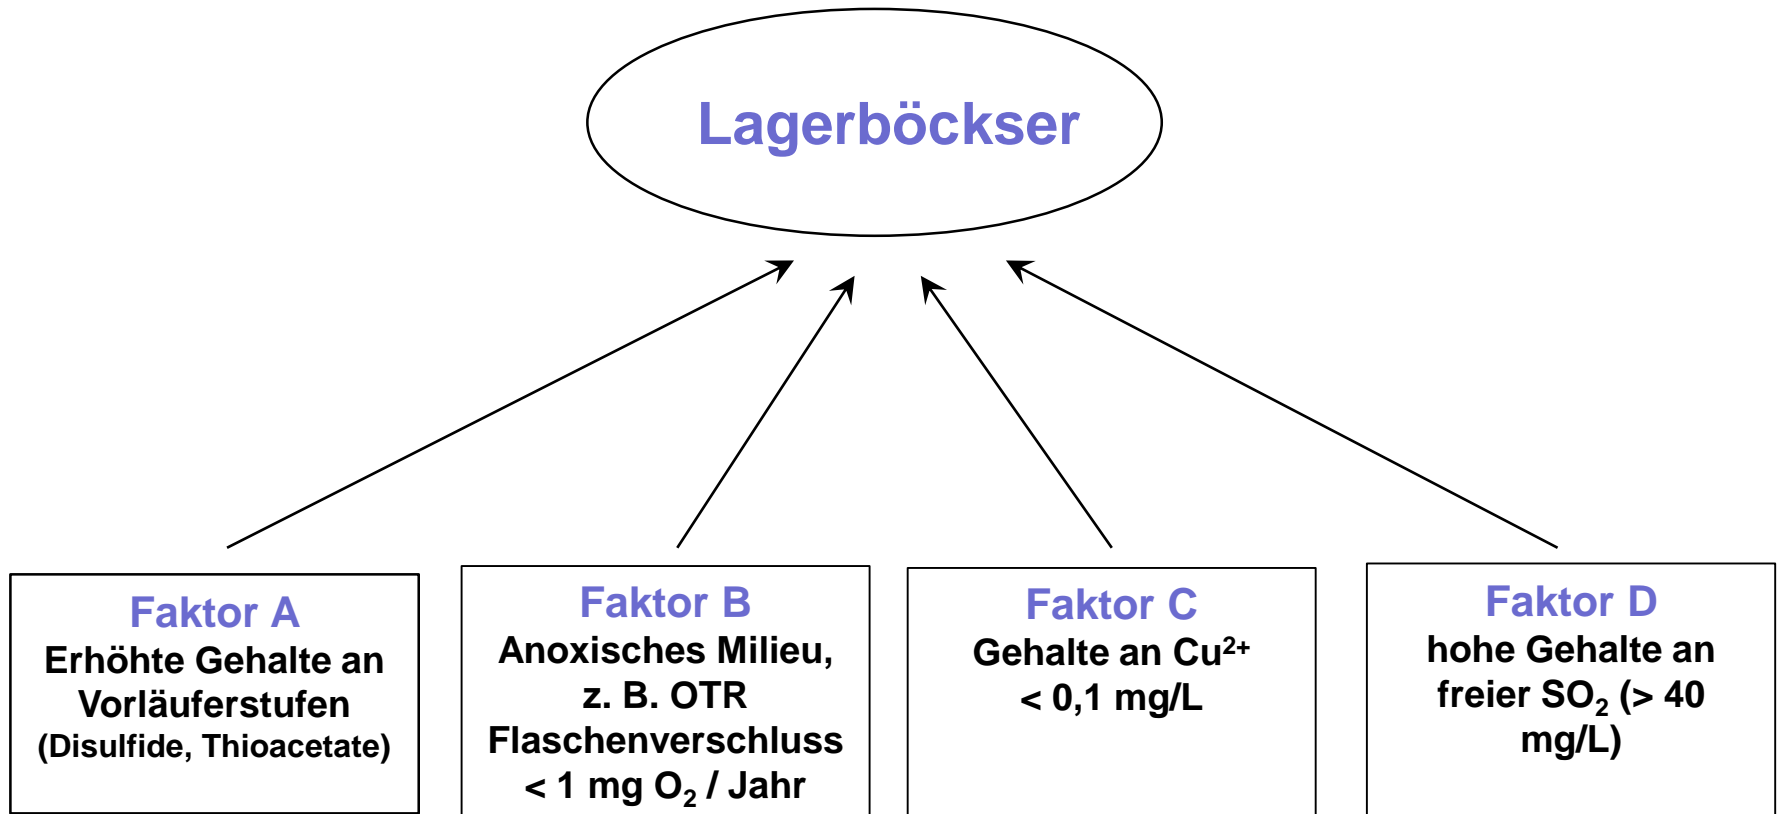 Lagerböckser
Faktor A
Erhöhte Gehalte an
Vorläuferstufen
(Disulfide, Thioacetate)
Faktor B
Anoxisches Milieu,
z. B. OTR
Flaschenverschluss
< 1 mg O₂ / Jahr
Faktor C
Gehalte an Cu²⁺
< 0,1 mg/L
Faktor D
hohe Gehalte an
freier SO₂ (> 40
mg/L)